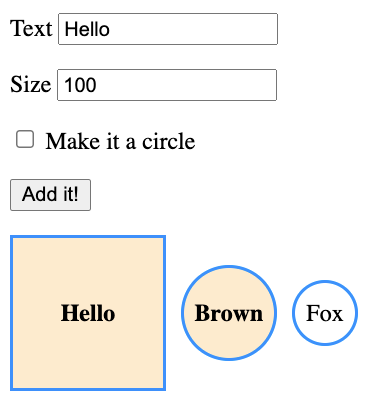 Text Hello
Size 100
Make it a circle
Add it!
Hello Brown Fox